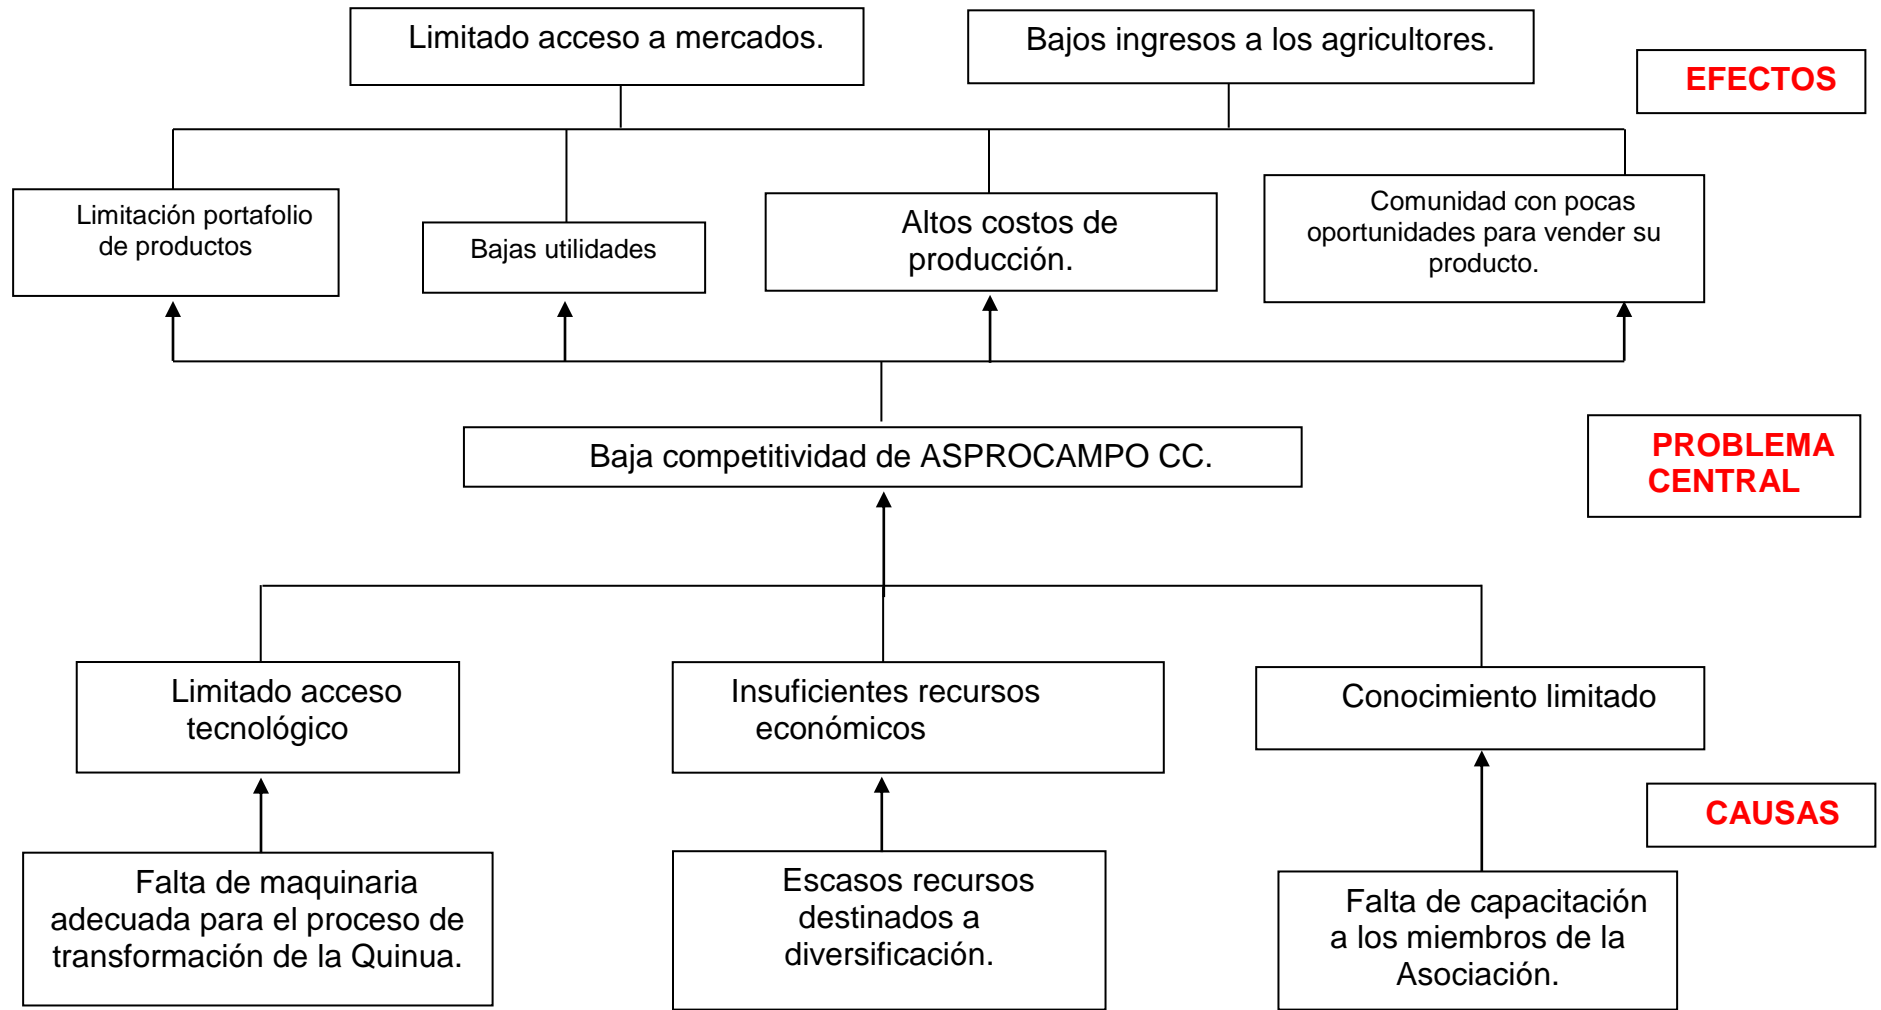 Limitado acceso a mercados.
Bajos ingresos a los agricultores.
EFECTOS
Limitación portafolio
de productos
Bajas utilidades
Altos costos de
producción.
Comunidad con pocas
oportunidades para vender su
producto.
Baja competitividad de ASPROCAMPO CC.
PROBLEMA
CENTRAL
Limitado acceso
tecnológico
Insuficientes recursos
económicos
Conocimiento limitado
CAUSAS
Falta de maquinaria
adecuada para el proceso de
transformación de la Quinua.
Escasos recursos
destinados a
diversificación.
Falta de capacitación
a los miembros de la
Asociación.